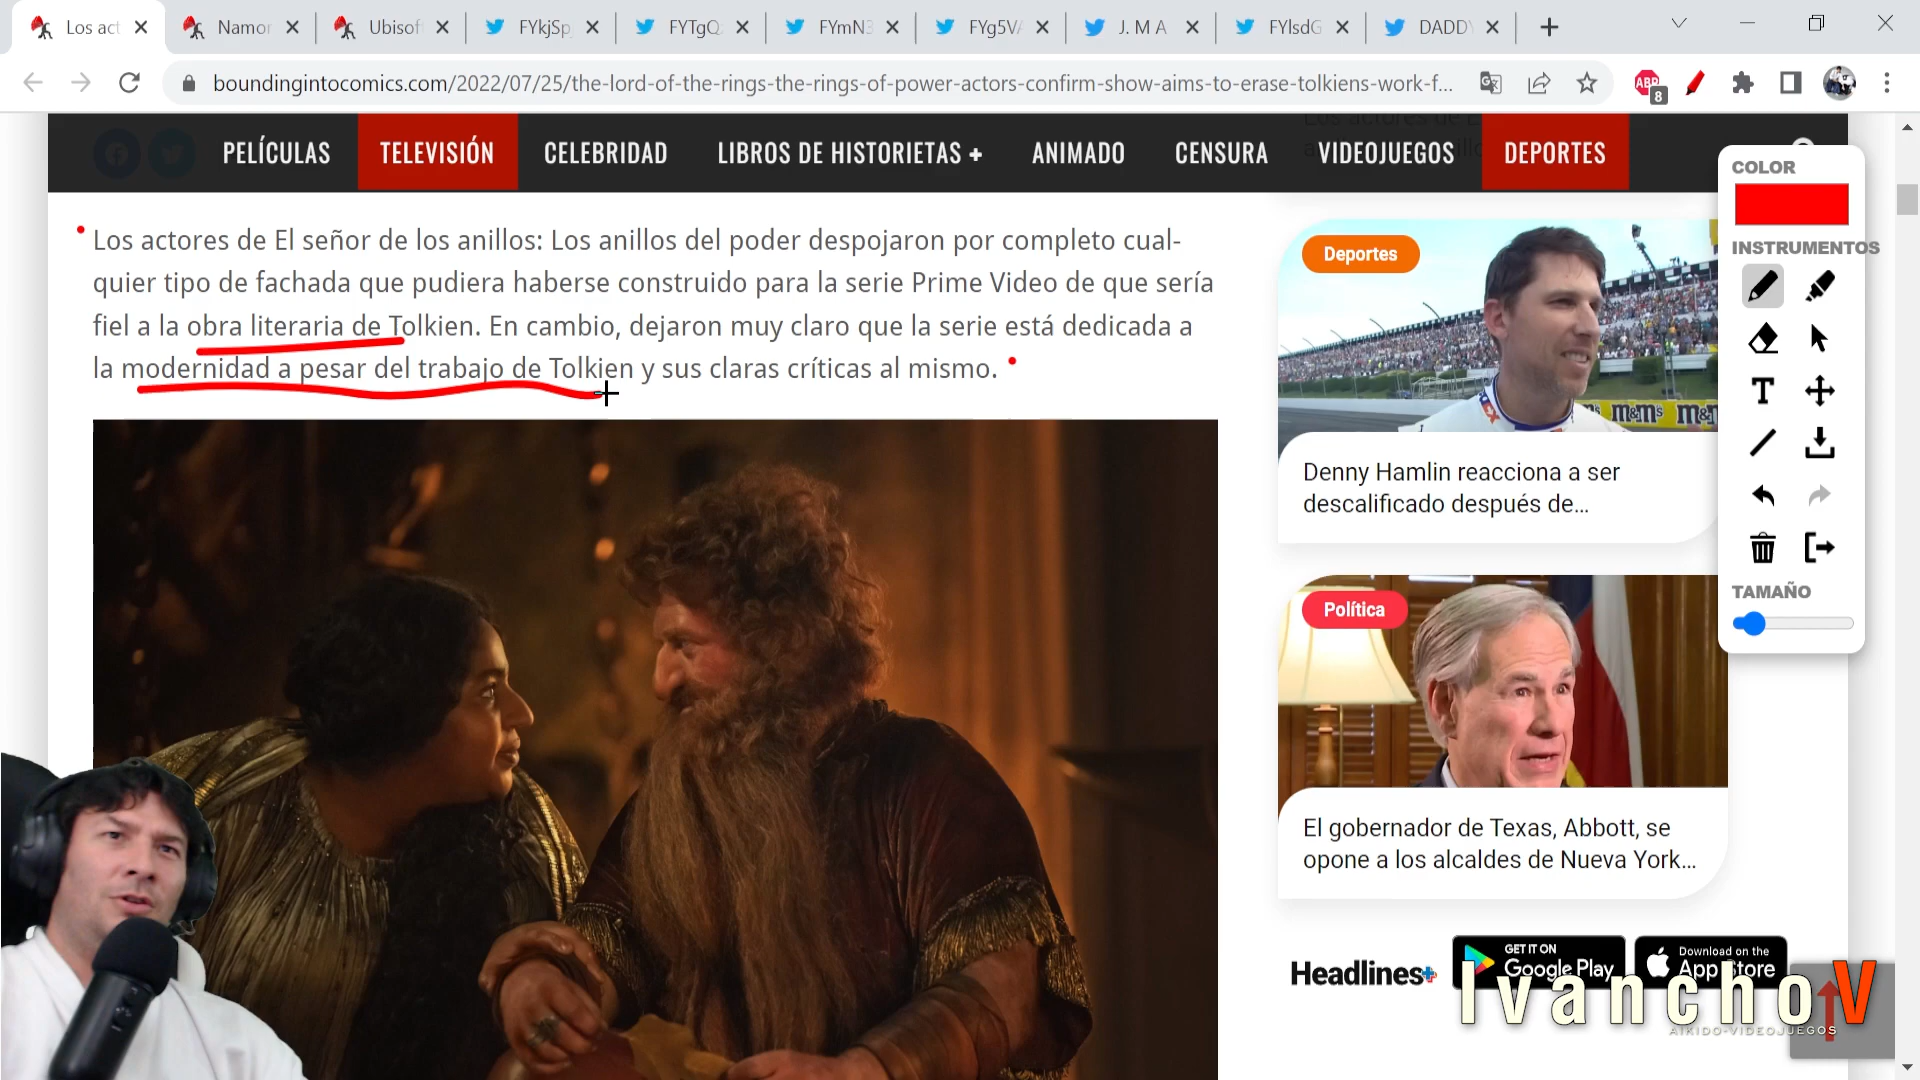 Los act
Namor
Ubisof
FYkjSp
FYTgQ
FYmN3
FYg5V
J. M A
FYlsdG
DADDY
boundingintocomics.com/2022/07/25/the-lord-of-the-rings-the-rings-of-power-actors-confirm-show-aims-to-erase-tolkiens-work-f...
ABP
8
PELÍCULAS
TELEVISIÓN
CELEBRIDAD
LIBROS DE HISTORIETAS +
ANIMADO
CENSURA
VIDEOJUEGOS
DEPORTES
Los actores de El señor de los anillos: Los anillos del poder despojaron por completo cual-
quier tipo de fachada que pudiera haberse construido para la serie Prime Video de que sería
fiel a la obra literaria de Tolkien. En cambio, dejaron muy claro que la serie está dedicada a
la modernidad a pesar del trabajo de Tolkien y sus claras críticas al mismo.
Deportes
m&m's
Denny Hamlin reacciona a ser
descalificado después de...
Política
El gobernador de Texas, Abbott, se
opone a los alcaldes de Nueva York...
Headlines+
GET IT ON
Google Play
Download on the
App Store
IvanchoV
AIKIDO-VIDEOJUEGOS
COLOR
INSTRUMENTOS
T
TAMAÑO